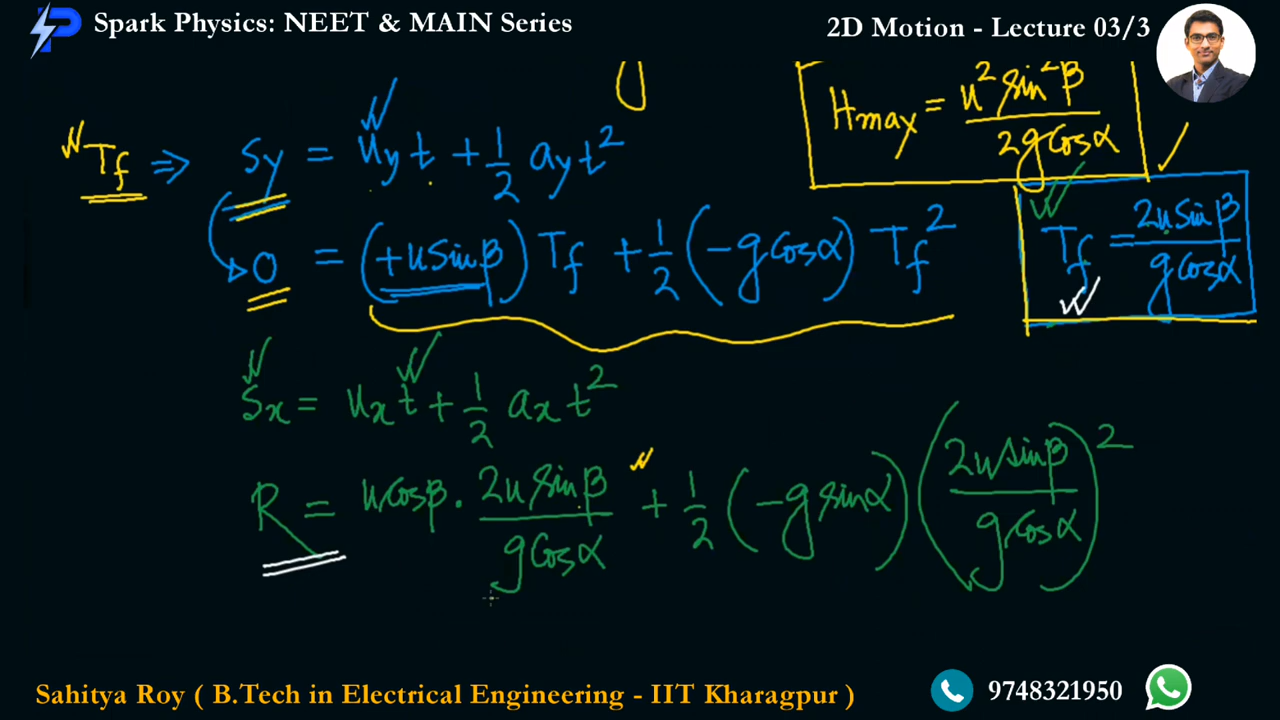 Spark Physics: NEET & MAIN Series
2D Motion - Lecture 03/3
Hmax = u² sin²β / 2g cosα
Tf ⇒ Sy = uy t + 1/2 ay t²
0 = (+u sinβ) Tf + 1/2 (-g cosα) Tf²
Tf = 2u sinβ / g cosα
Sx = ux t + 1/2 ax t²
R = u cosβ . 2u sinβ / g cosα + 1/2 (-g sinα) (2u sinβ / g cosα)²
Sahitya Roy ( B.Tech in Electrical Engineering - IIT Kharagpur )
9748321950